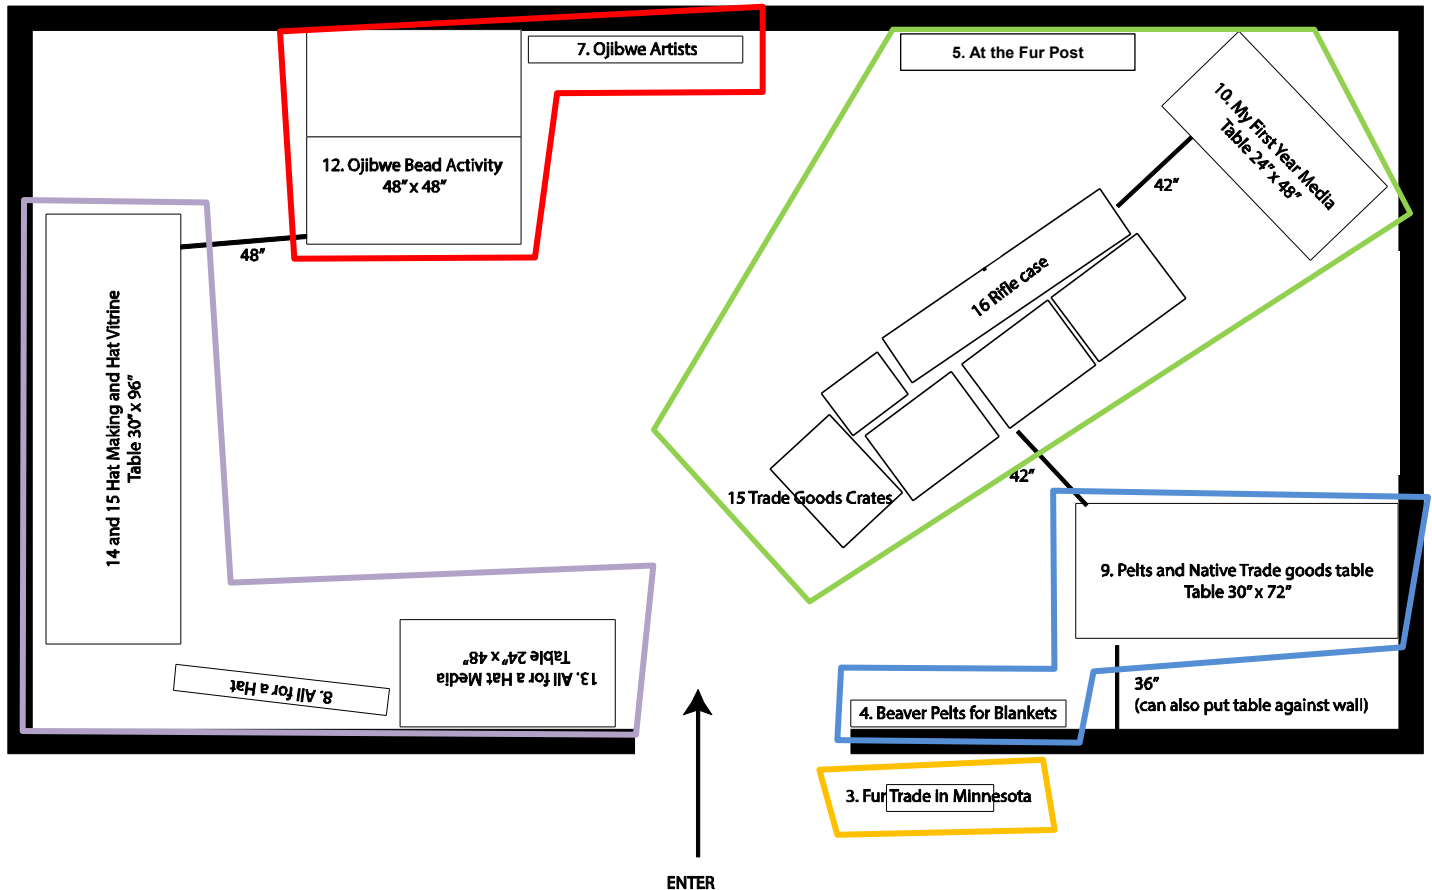 7. Ojibwe Artists
5. At the Fur Post
10. My First Year Media
Table 24" x 48"
12. Ojibwe Bead Activity
48" x 48"
42"
48"
16 Rifle case
14 and 15 Hat Making and Hat Vitrine
Table 30" x 96"
42"
15 Trade Goods Crates
9. Pelts and Native Trade goods table
Table 30" x 72"
13. All for a Hat Media
Table 24" x 48"
8. All for a Hat
36"
(can also put table against wall)
4. Beaver Pelts for Blankets
3. Fur Trade in Minnesota
ENTER